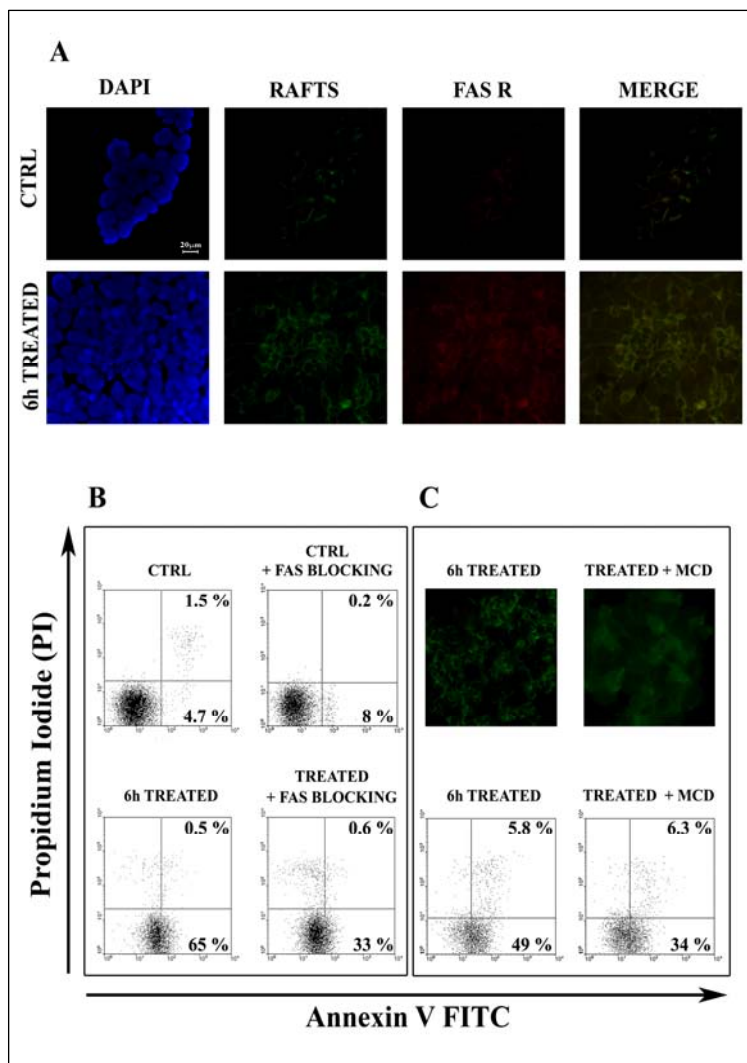 A
DAPI RAFTS FAS R MERGE
CTRL
20µm
6h TREATED
B
C
CTRL
CTRL
+ FAS BLOCKING
6h TREATED
TREATED + MCD
1.5 %
0.2 %
4.7 %
8 %
6h TREATED
TREATED
+ FAS BLOCKING
6h TREATED
TREATED + MCD
0.5 %
0.6 %
5.8 %
6.3 %
65 %
33 %
49 %
34 %
Propidium Iodide (PI)
Annexin V FITC